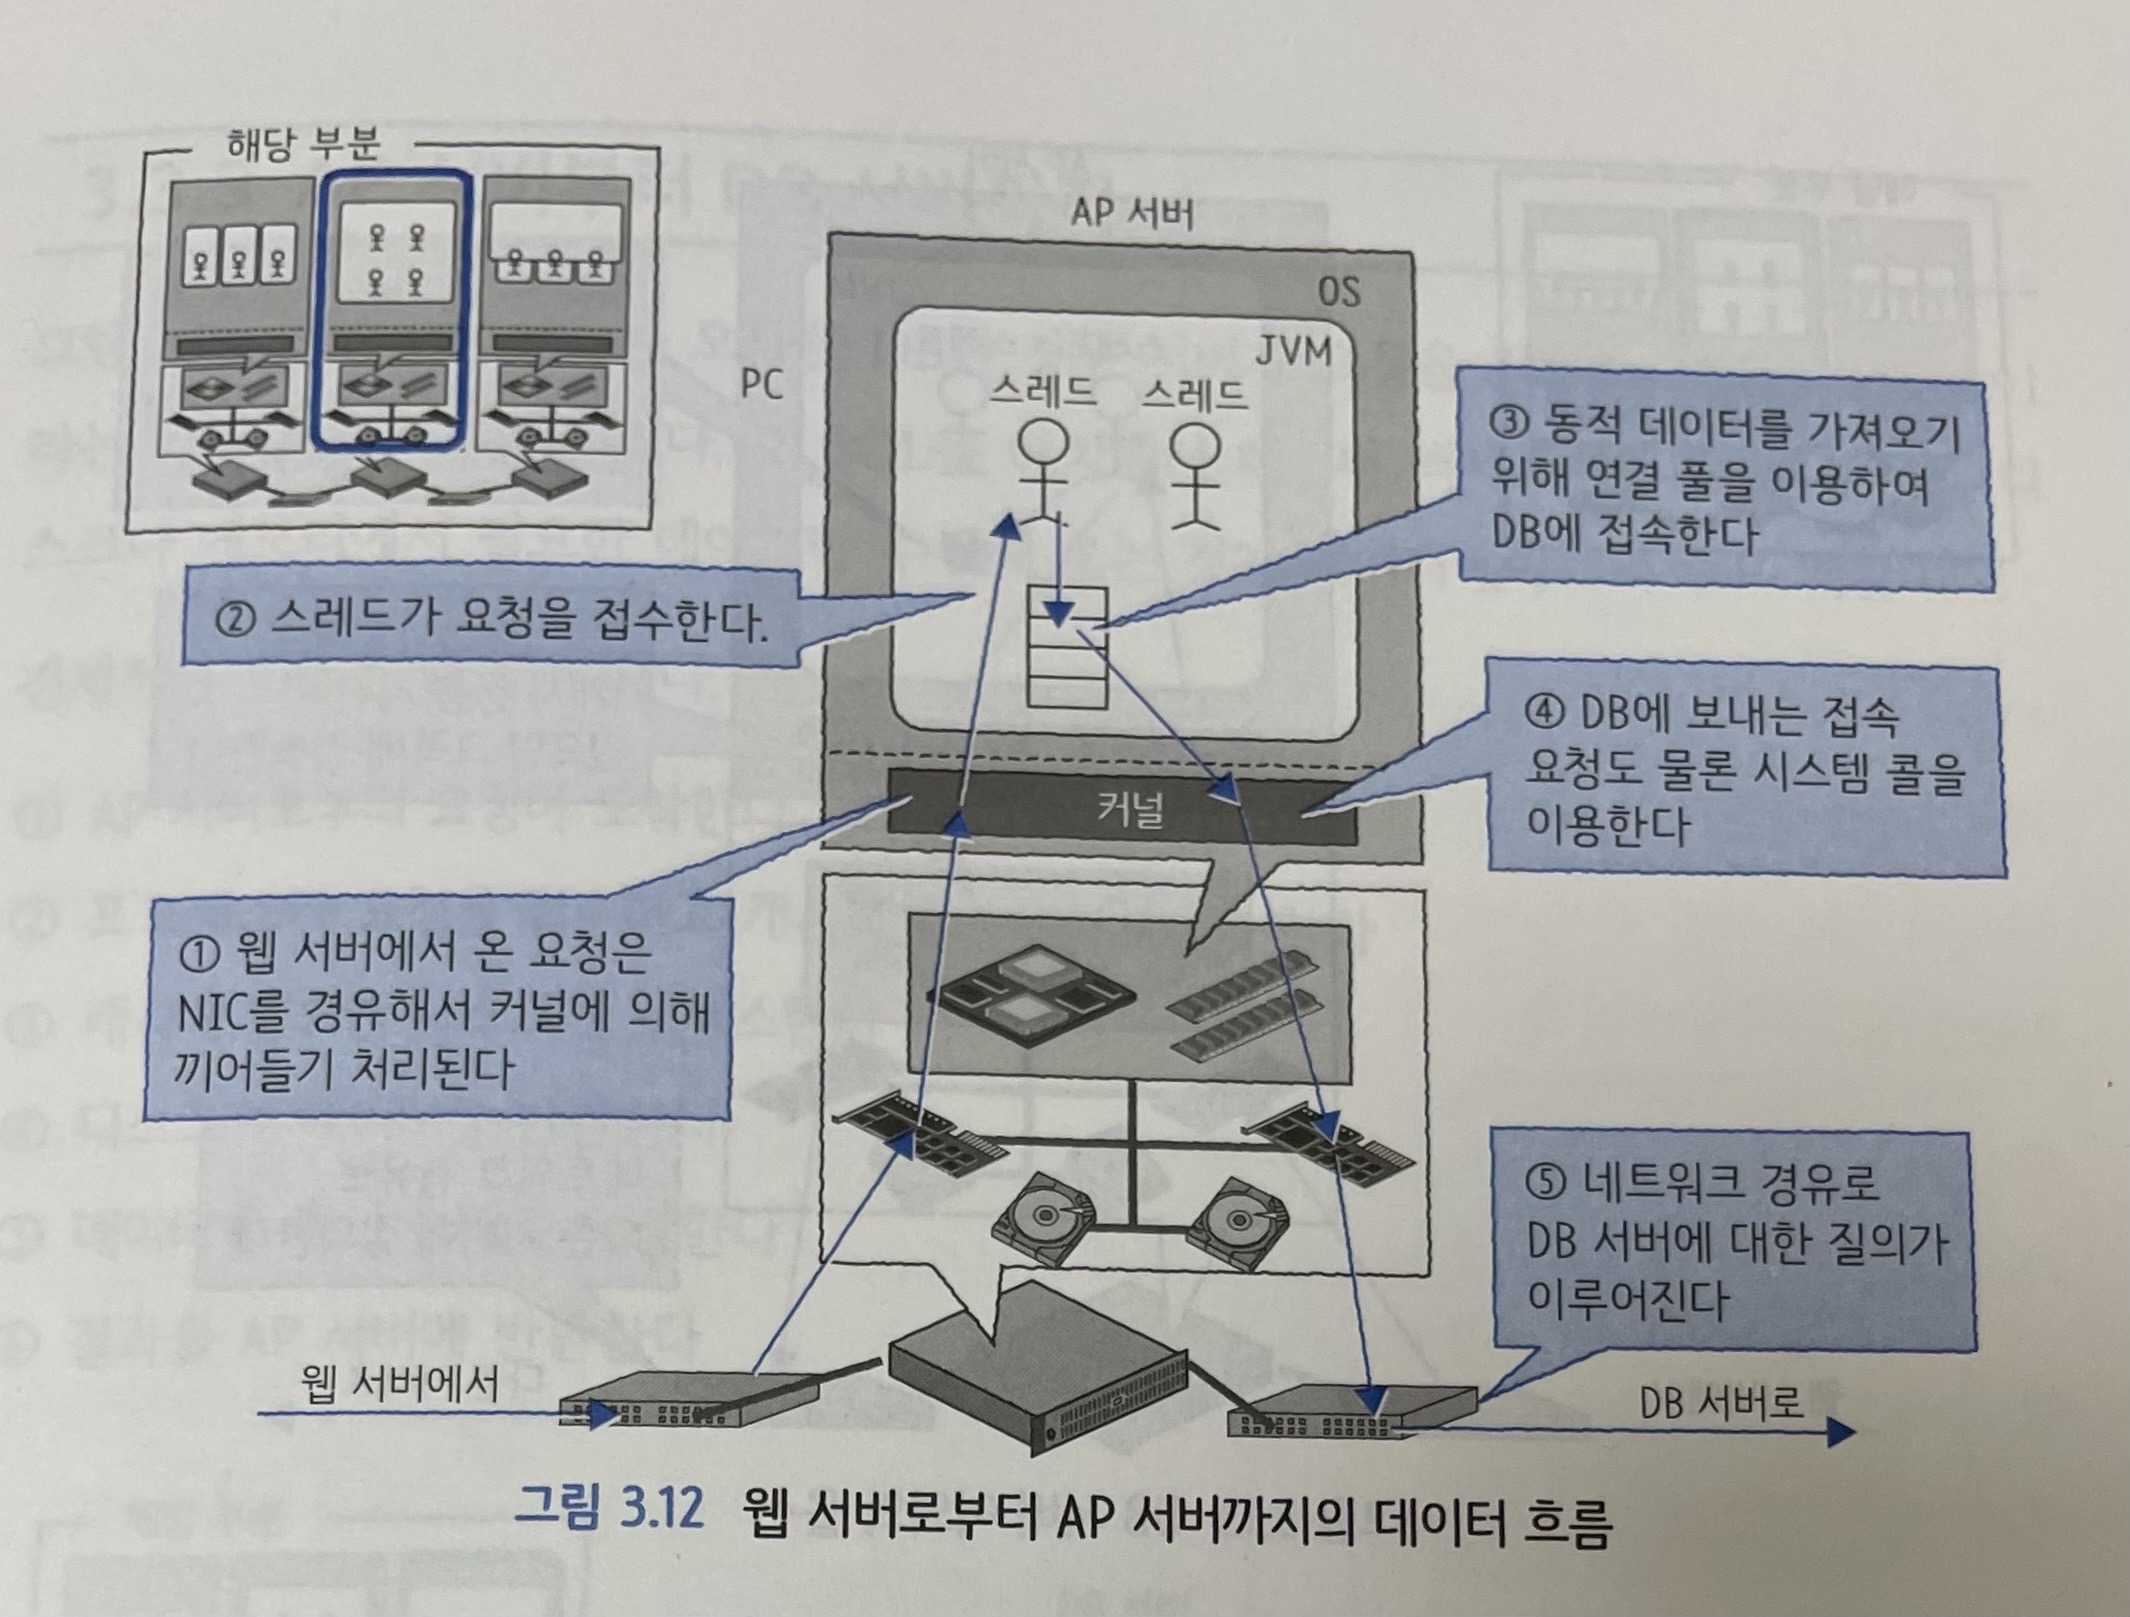 해당 부분
AP 서버
OS
JVM
PC
스레드 스레드
③ 동적 데이터를 가져오기
위해 연결 풀을 이용하여
DB에 접속한다
② 스레드가 요청을 접수한다.
④ DB에 보내는 접속
요청도 물론 시스템 콜을
이용한다
커널
① 웹 서버에서 온 요청은
NIC를 경유해서 커널에 의해
끼어들기 처리된다
⑤ 네트워크 경유로
DB 서버에 대한 질의가
이루어진다
웹 서버에서
DB 서버로
그림 3.12 웹 서버로부터 AP 서버까지의 데이터 흐름